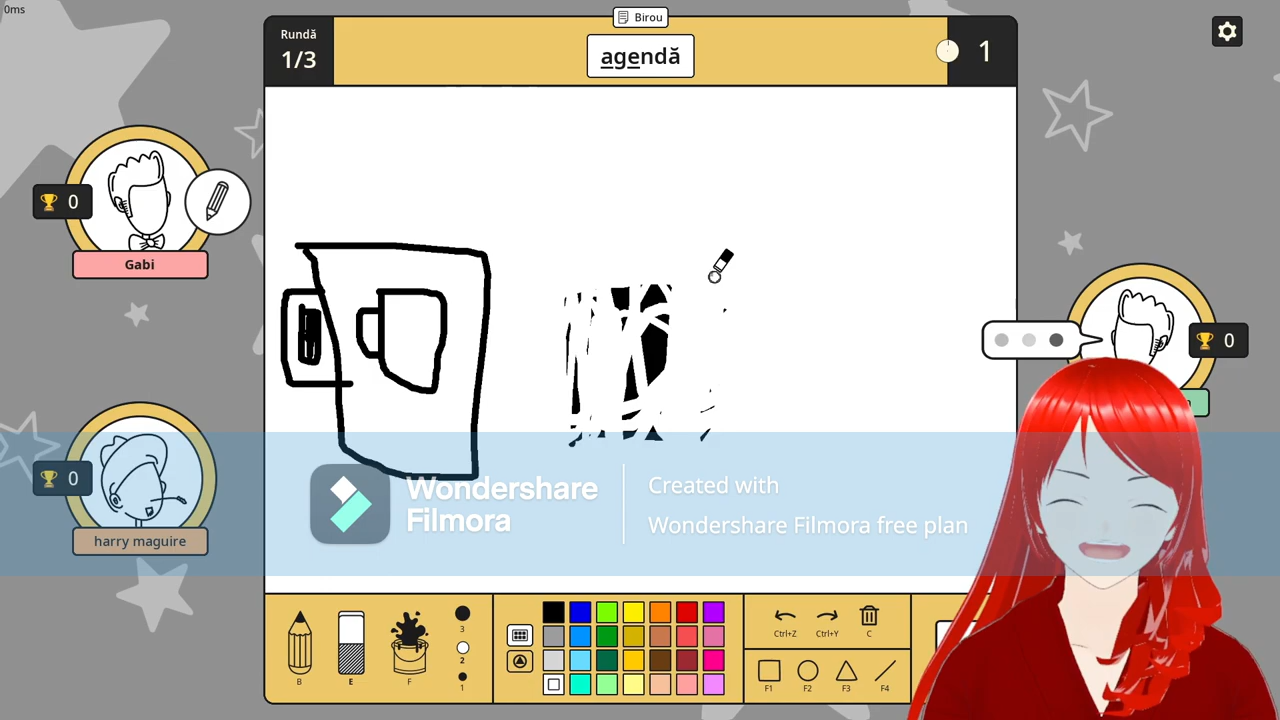 0ms
Birou
Rundă
1/3
agendă
1
0
Gabi
0
0
harry maguire
Wondershare
Filmora
Created with
Wondershare Filmora free plan
3
2
1
B
E
F
Ctrl+Z
Ctrl+Y
C
F1
F2
F3
F4